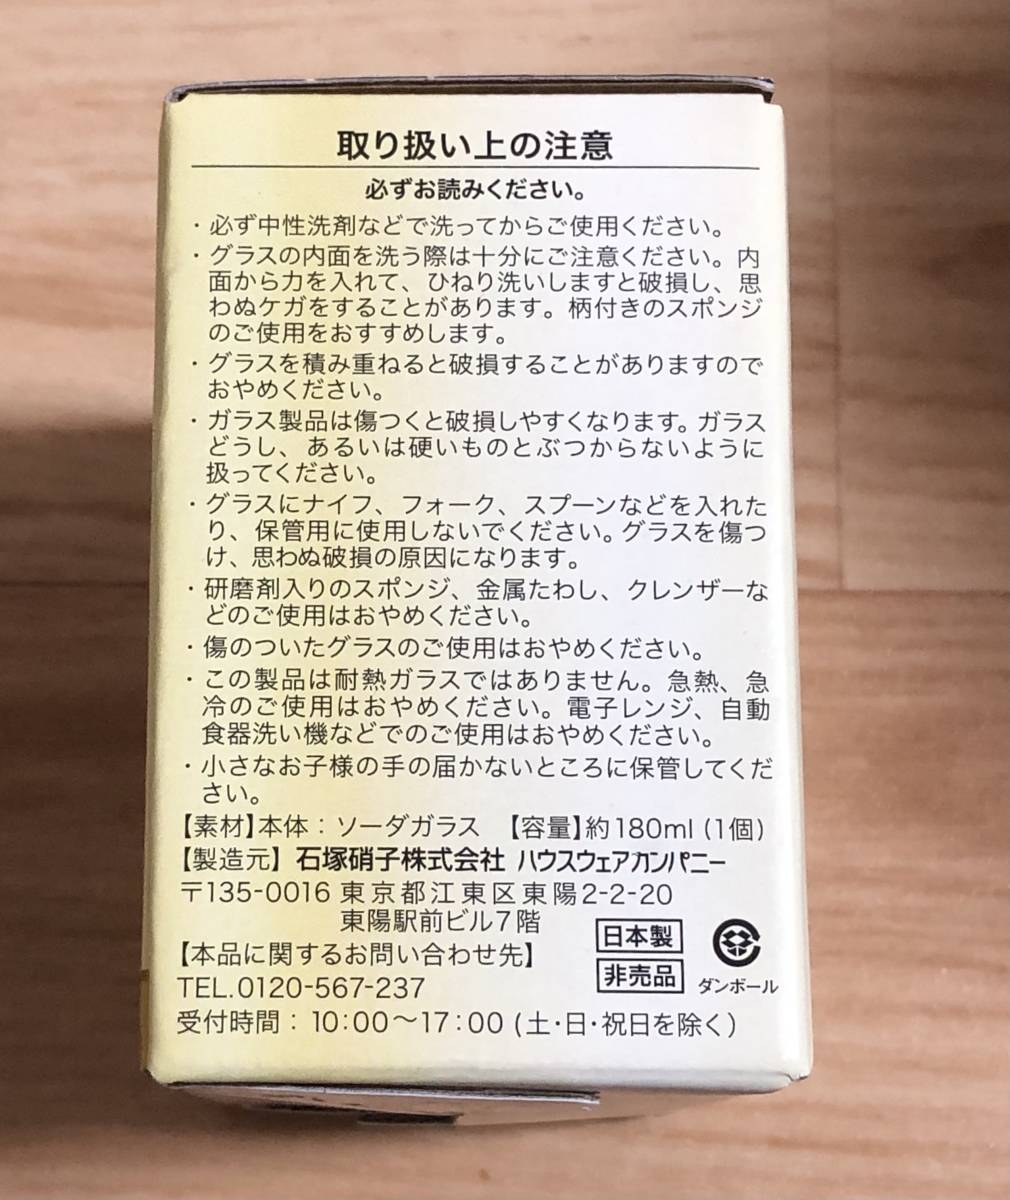 取り扱い上の注意
必ずお読みください。
・必ず中性洗剤などで洗ってからご使用ください。
・グラスの内面を洗う際は十分にご注意ください。内
面から力を入れて、ひねり洗いしますと破損し、思
わぬケガをすることがあります。柄付きのスポンジ
のご使用をおすすめします。
・グラスを積み重ねると破損することがありますので
おやめください。
・ガラス製品は傷つくと破損しやすくなります。ガラス
どうし、あるいは硬いものとぶつからないように
扱ってください。
・グラスにナイフ、フォーク、スプーンなどを入れた
り、保管用に使用しないでください。グラスを傷つ
け、思わぬ破損の原因になります。
・研磨剤入りのスポンジ、金属たわし、クレンザーな
どのご使用はおやめください。
・傷のついたグラスのご使用はおやめください。
・この製品は耐熱ガラスではありません。急熱、急
冷のご使用はおやめください。電子レンジ、自動
食器洗い機などでのご使用はおやめください。
・小さなお子様の手の届かないところに保管してくだ
さい。
【素材】本体：ソーダガラス 【容量】約180ml (1個)
【製造元】石塚硝子株式会社 ハウスウェアカンパニー
〒135-0016 東京都江東区東陽2-2-20
東陽駅前ビル7階
【本品に関するお問い合わせ先】
TEL.0120-567-237
受付時間：10:00〜17:00 (土・日・祝日を除く)
日本製
非売品
ダンボール